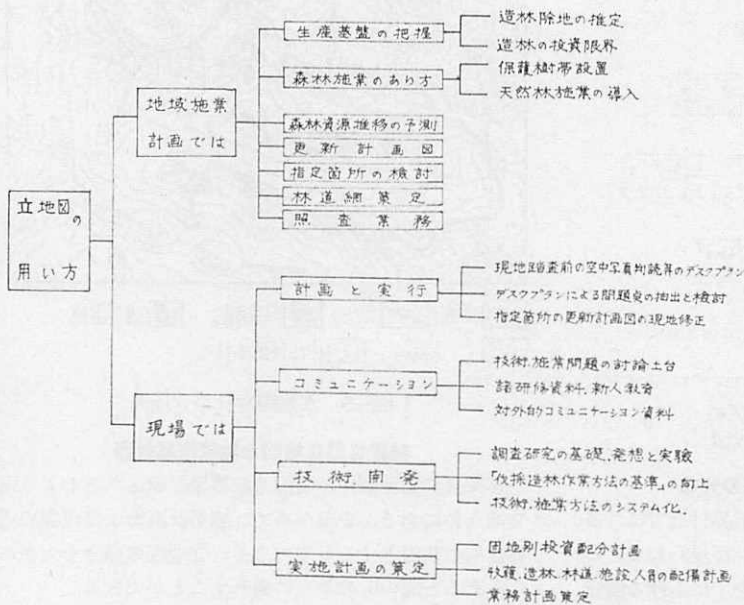 立地図の
用い方
地域施業
計画では
生産基盤の把握
造林除地の推定
造林の投資限界
森林施業のあり方
保護樹帯設置
天然林施業の導入
森林資源推移の予測
更新計画図
指定箇所の検討
林道網策定
照査業務
現場では
計画と実行
現地踏査前の空中写真判読等のデスクプラン
デスクプランによる問題点の抽出と検討
指定箇所の更新計画図の現地修正
コミュニケーション
技術、施業問題の討論土台
諸研修資料、新人教育
対外的コミュニケーション資料
技術開発
調査研究の基礎、発想と実験
「伐採造林作業方法の基準」の向上
技術、施業方法のシステム化、
実施計画の策定
団地別投資配分計画
収穫、造林、林道、施設、人員の配備計画
業務計画策定